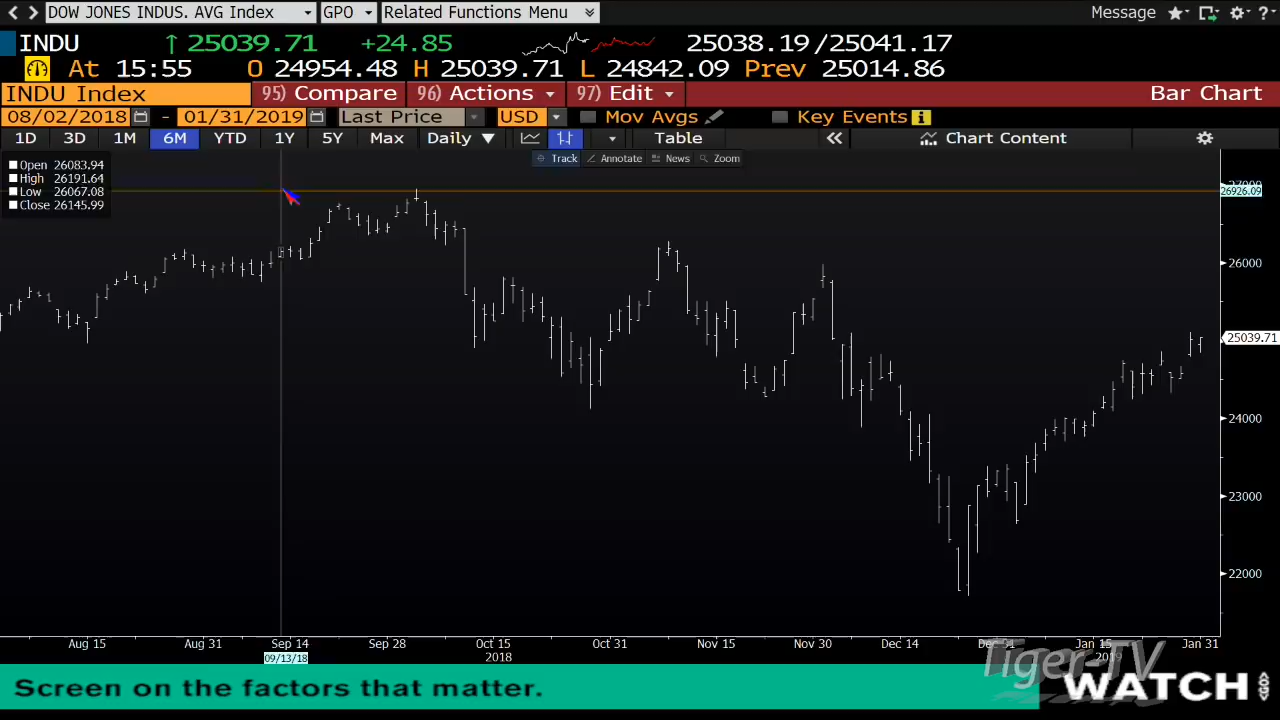 DOW JONES INDUS. AVG Index GPO Related Functions Menu Message ?
INDU ↑ 25039.71 +24.85 25038.19/25041.17
At 15:55 O 24954.48 H 25039.71 L 24842.09 Prev 25014.86
INDU Index 95) Compare 96) Actions 97) Edit Bar Chart
08/02/2018 - 01/31/2019 Last Price USD Mov Avgs Key Events i
1D 3D 1M 6M YTD 1Y 5Y Max Daily ▼ Table « Chart Content
Track Annotate News Zoom
Open 26083.94
High 26191.64
Low 26067.08
Close 26145.99
26926.09
26000
25039.71
24000
23000
22000
Aug 15 Aug 31 Sep 14 Sep 28 Oct 15 Oct 31 Nov 15 Nov 30 Dec 14 Dec 31 Jan 15 Jan 31
09/13/18 2018 2019
Tiger-TV
Screen on the factors that matter.
WATCH